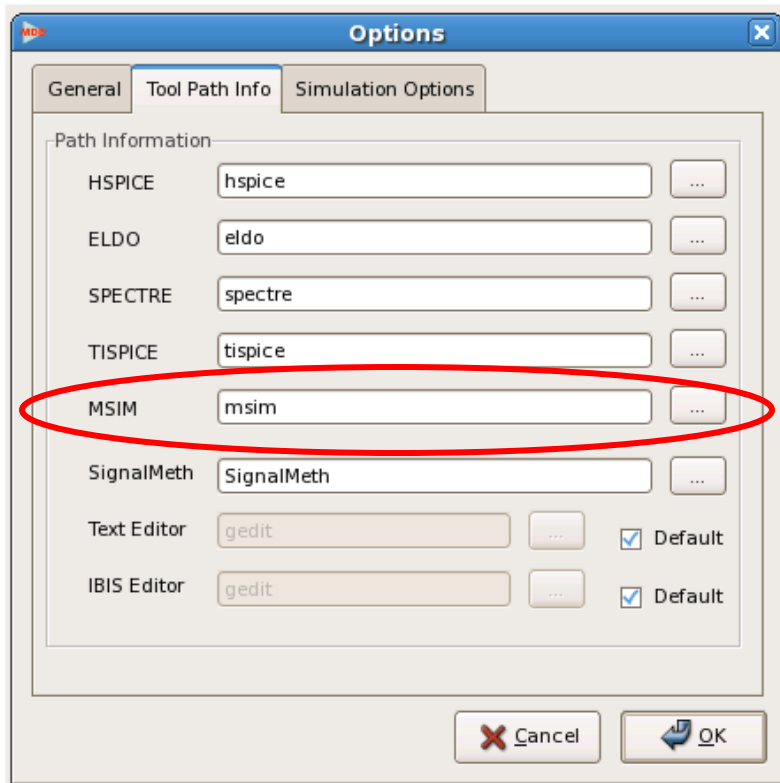 MDD Options
General Tool Path Info Simulation Options
Path Information
HSPICE hspice ...
ELDO eldo ...
SPECTRE spectre ...
TISPICE tispice ...
MSIM msim ...
SignalMeth SignalMeth ...
Text Editor gedit ... Default
IBIS Editor gedit ... Default
Cancel OK